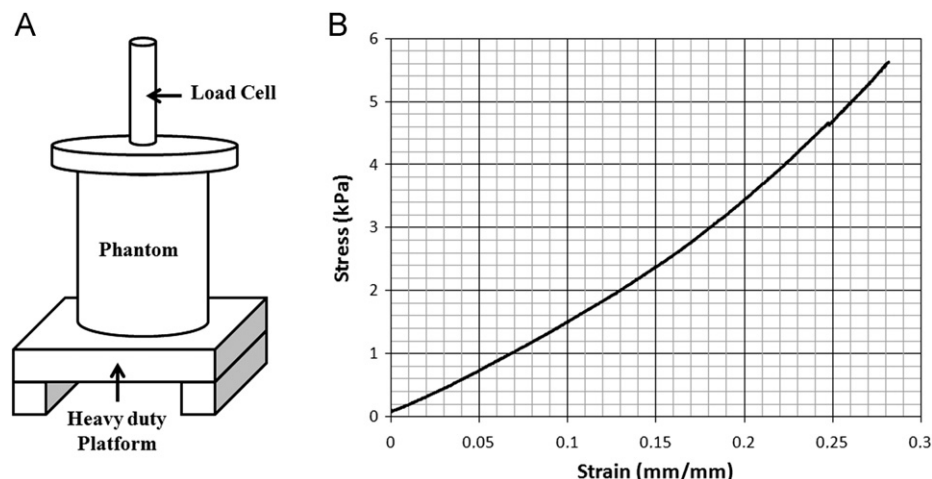 A
Load Cell
Phantom
Heavy duty
Platform
B
6
5
4
3
2
1
0
Stress (kPa)
0
0.05
0.1
0.15
0.2
0.25
0.3
Strain (mm/mm)